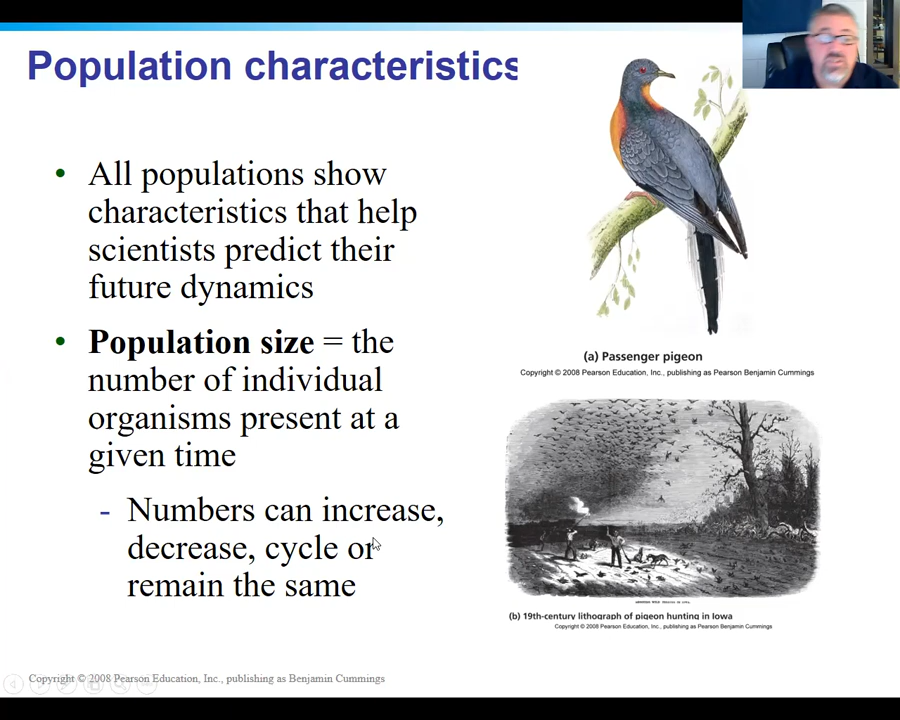 Population characteristics
All populations show
characteristics that help
scientists predict their
future dynamics
Population size = the
number of individual
organisms present at a
given time
- Numbers can increase,
decrease, cycle or
remain the same
(a) Passenger pigeon
Copyright © 2008 Pearson Education, Inc., publishing as Pearson Benjamin Cummings
(b) 19th-century lithograph of pigeon hunting in Iowa
Copyright © 2008 Pearson Education, Inc., publishing as Pearson Benjamin Cummings
Copyright © 2008 Pearson Education, Inc., publishing as Benjamin Cummings